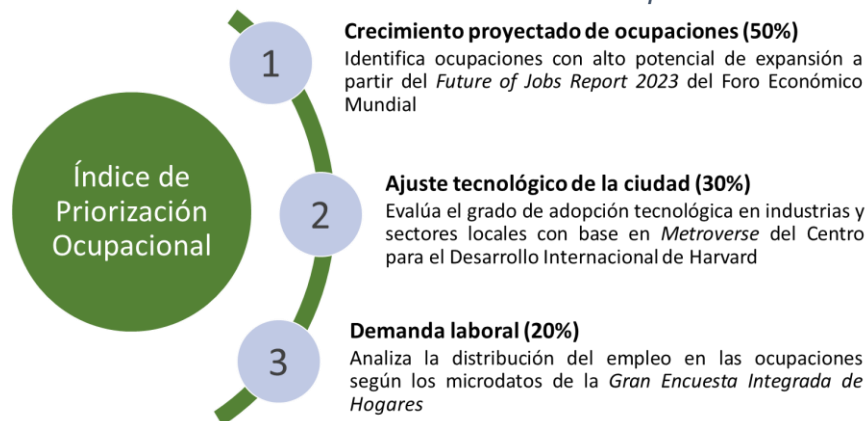 Índice de
Priorización
Ocupacional
1
Crecimiento proyectado de ocupaciones (50%)
Identifica ocupaciones con alto potencial de expansión a
partir del Future of Jobs Report 2023 del Foro Económico
Mundial
2
Ajuste tecnológico de la ciudad (30%)
Evalúa el grado de adopción tecnológica en industrias y
sectores locales con base en Metroverse del Centro
para el Desarrollo Internacional de Harvard
3
Demanda laboral (20%)
Analiza la distribución del empleo en las ocupaciones
según los microdatos de la Gran Encuesta Integrada de
Hogares